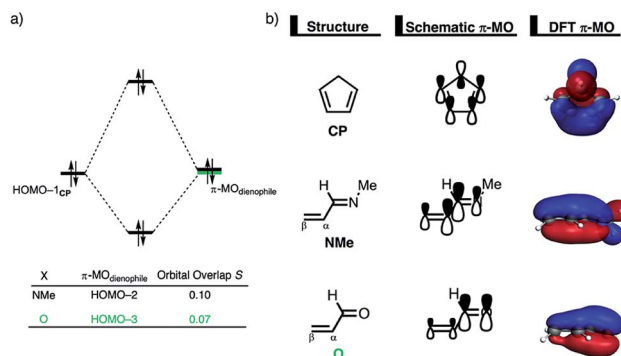 a)
HOMO–1CP
π-MOdienophile
X π-MOdienophile Orbital Overlap S
NMe HOMO–2 0.10
O HOMO–3 0.07
b)
Structure Schematic π-MO DFT π-MO
CP
H Me
N
β α
NMe
H Me
H
O
β α
O
H